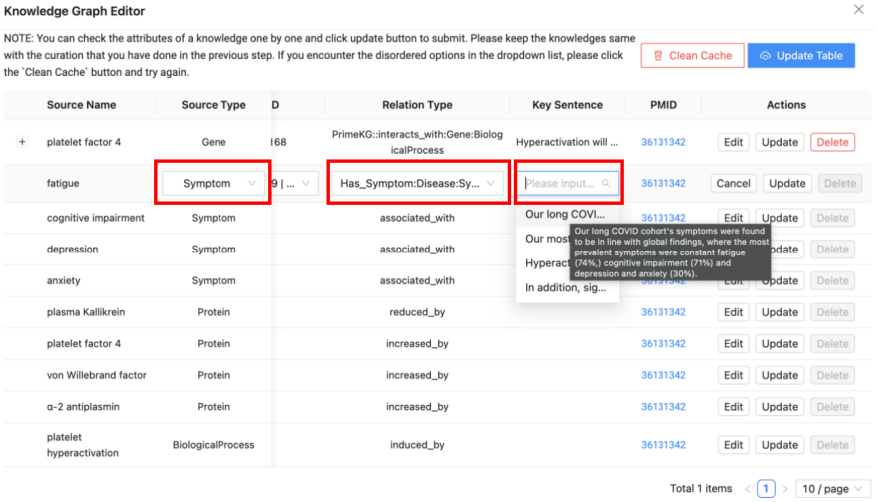 Knowledge Graph Editor
NOTE: You can check the attributes of a knowledge one by one and click update button to submit. Please keep the knowledges same
with the curation that you have done in the previous step. If you encounter the disordered options in the dropdown list, please click
the `Clean Cache` button and try again.
Clean Cache
Update Table
Source Name Source Type D Relation Type Key Sentence PMID Actions
platelet factor 4 Gene 168 PrimeKG::interacts_with:Gene:Biolog
icalProcess Hyperactivation will ... 36131342 Edit Update Delete
fatigue Symptom 9 | ... Has_Symptom:Disease:Sy... Please input... 36131342 Cancel Update Delete
cognitive impairment Symptom associated_with Our long COVI... 36131342 Edit Update Delete
Our long COVID cohort's symptoms were found
to be in line with global findings, where the most
prevalent symptoms were constant fatigue
(74%,) cognitive impairment (71%) and
depression and anxiety (30%).
depression Symptom associated_with Our most Delete
Hyperact
anxiety Symptom associated_with 36131342 Edit Update Delete
In addition, sig...
plasma Kallikrein Protein reduced_by 36131342 Edit Update Delete
platelet factor 4 Protein increased_by 36131342 Edit Update Delete
von Willebrand factor Protein increased_by 36131342 Edit Update Delete
α-2 antiplasmin Protein increased_by 36131342 Edit Update Delete
platelet
hyperactivation BiologicalProcess induced_by 36131342 Edit Update Delete
Total 1 items < 1 > 10 / page